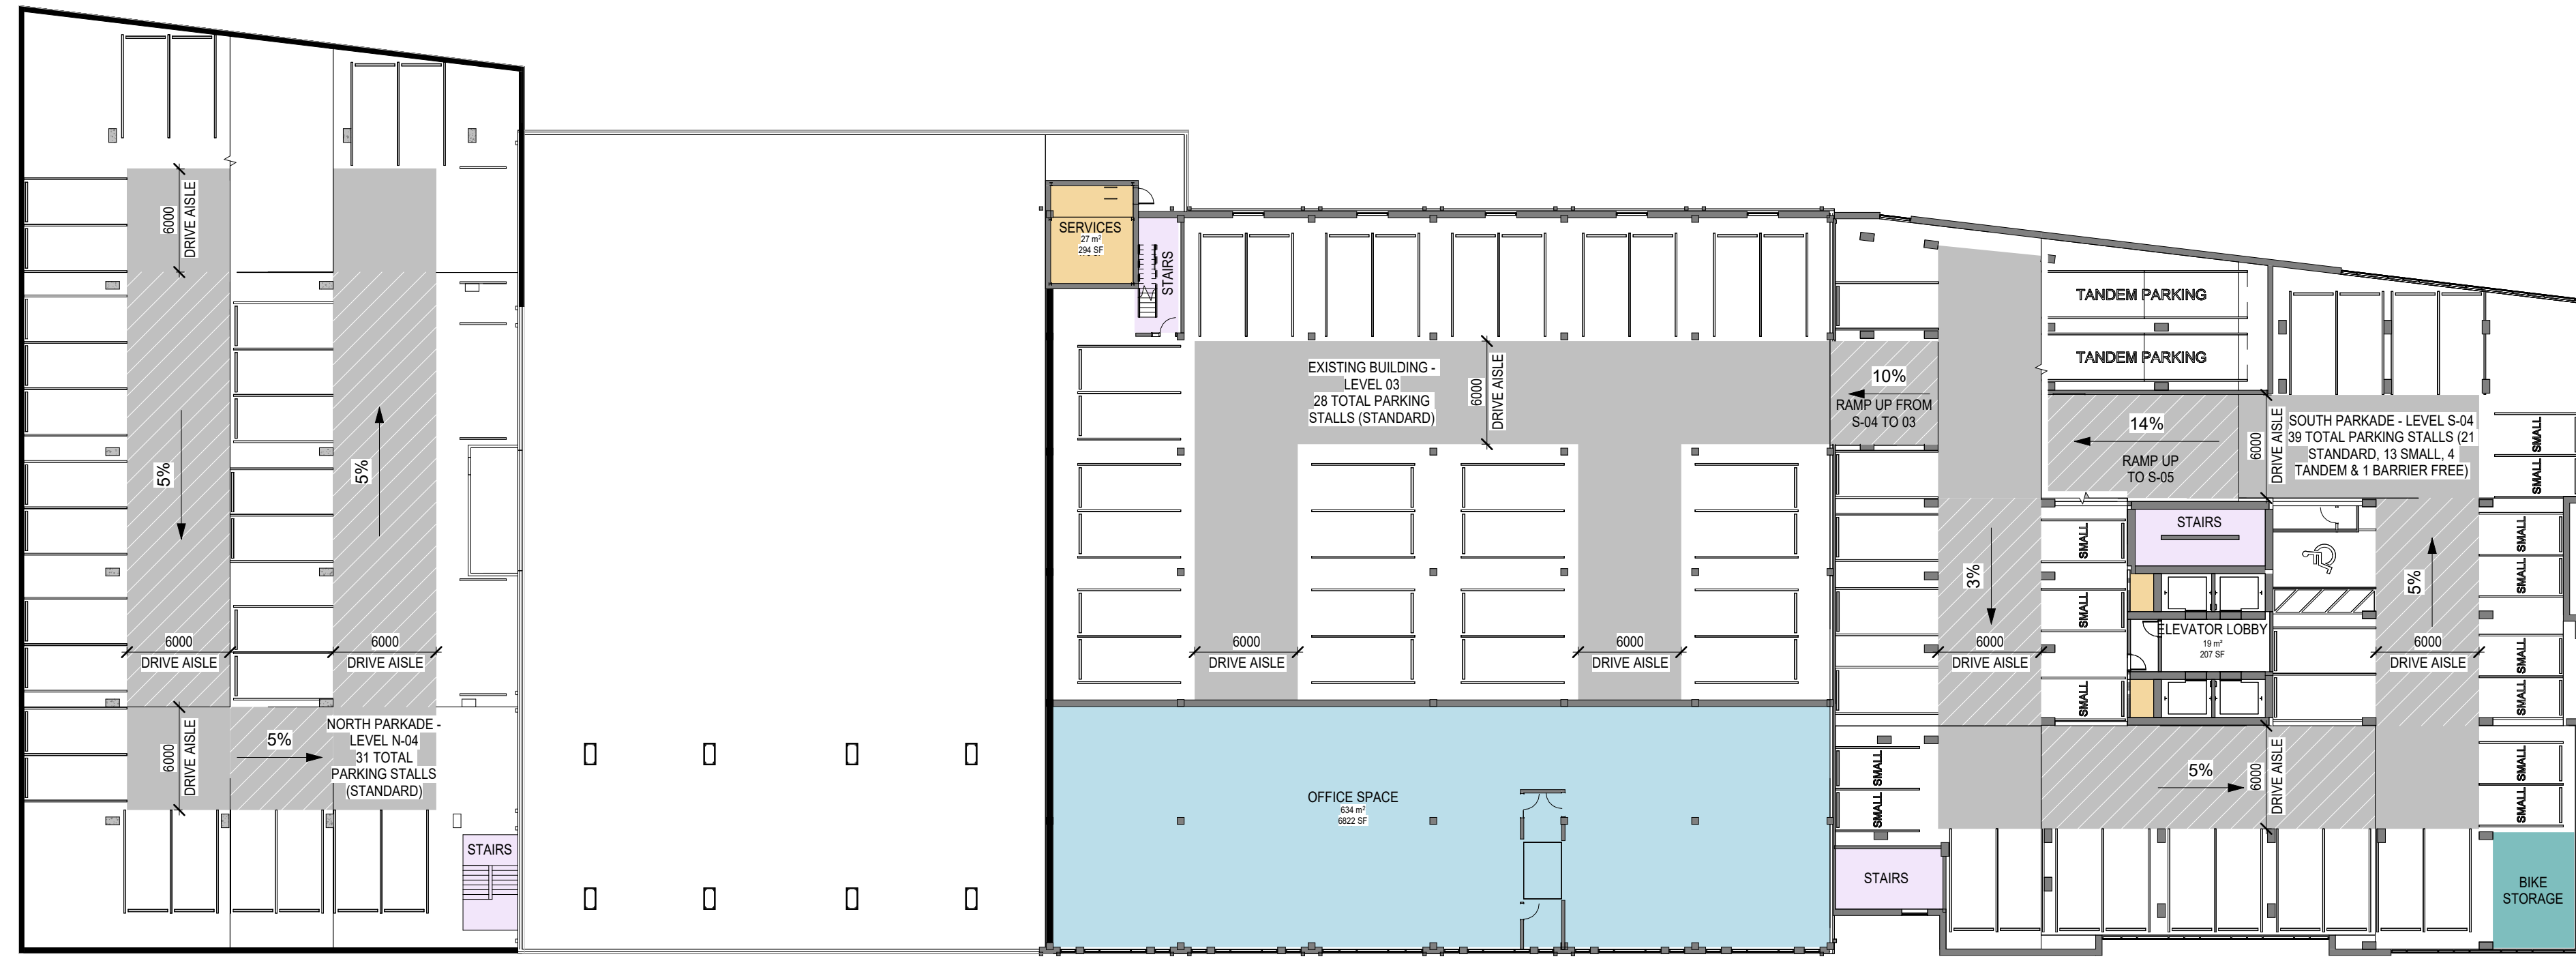 6000
DRIVE AISLE
5%
5%
6000
DRIVE AISLE
6000
DRIVE AISLE
6000
DRIVE AISLE
5%
NORTH PARKADE -
LEVEL N-04
31 TOTAL
PARKING STALLS
(STANDARD)
STAIRS
SERVICES
27 m²
294 SF
STAIRS
EXISTING BUILDING -
LEVEL 03
28 TOTAL PARKING
STALLS (STANDARD)
6000
DRIVE AISLE
6000
DRIVE AISLE
6000
DRIVE AISLE
OFFICE SPACE
634 m²
6822 SF
10%
RAMP UP FROM
S-04 TO 03
TANDEM PARKING
TANDEM PARKING
14%
RAMP UP
TO S-05
6000
DRIVE AISLE
SOUTH PARKADE - LEVEL S-04
39 TOTAL PARKING STALLS (21
STANDARD, 13 SMALL, 4
TANDEM & 1 BARRIER FREE)
SMALL
SMALL
STAIRS
SMALL
SMALL
SMALL
3%
6000
DRIVE AISLE
ELEVATOR LOBBY
19 m²
207 SF
5%
6000
DRIVE AISLE
SMALL
SMALL
SMALL
SMALL
SMALL
SMALL
SMALL
SMALL
5%
6000
DRIVE AISLE
STAIRS
BIKE
STORAGE